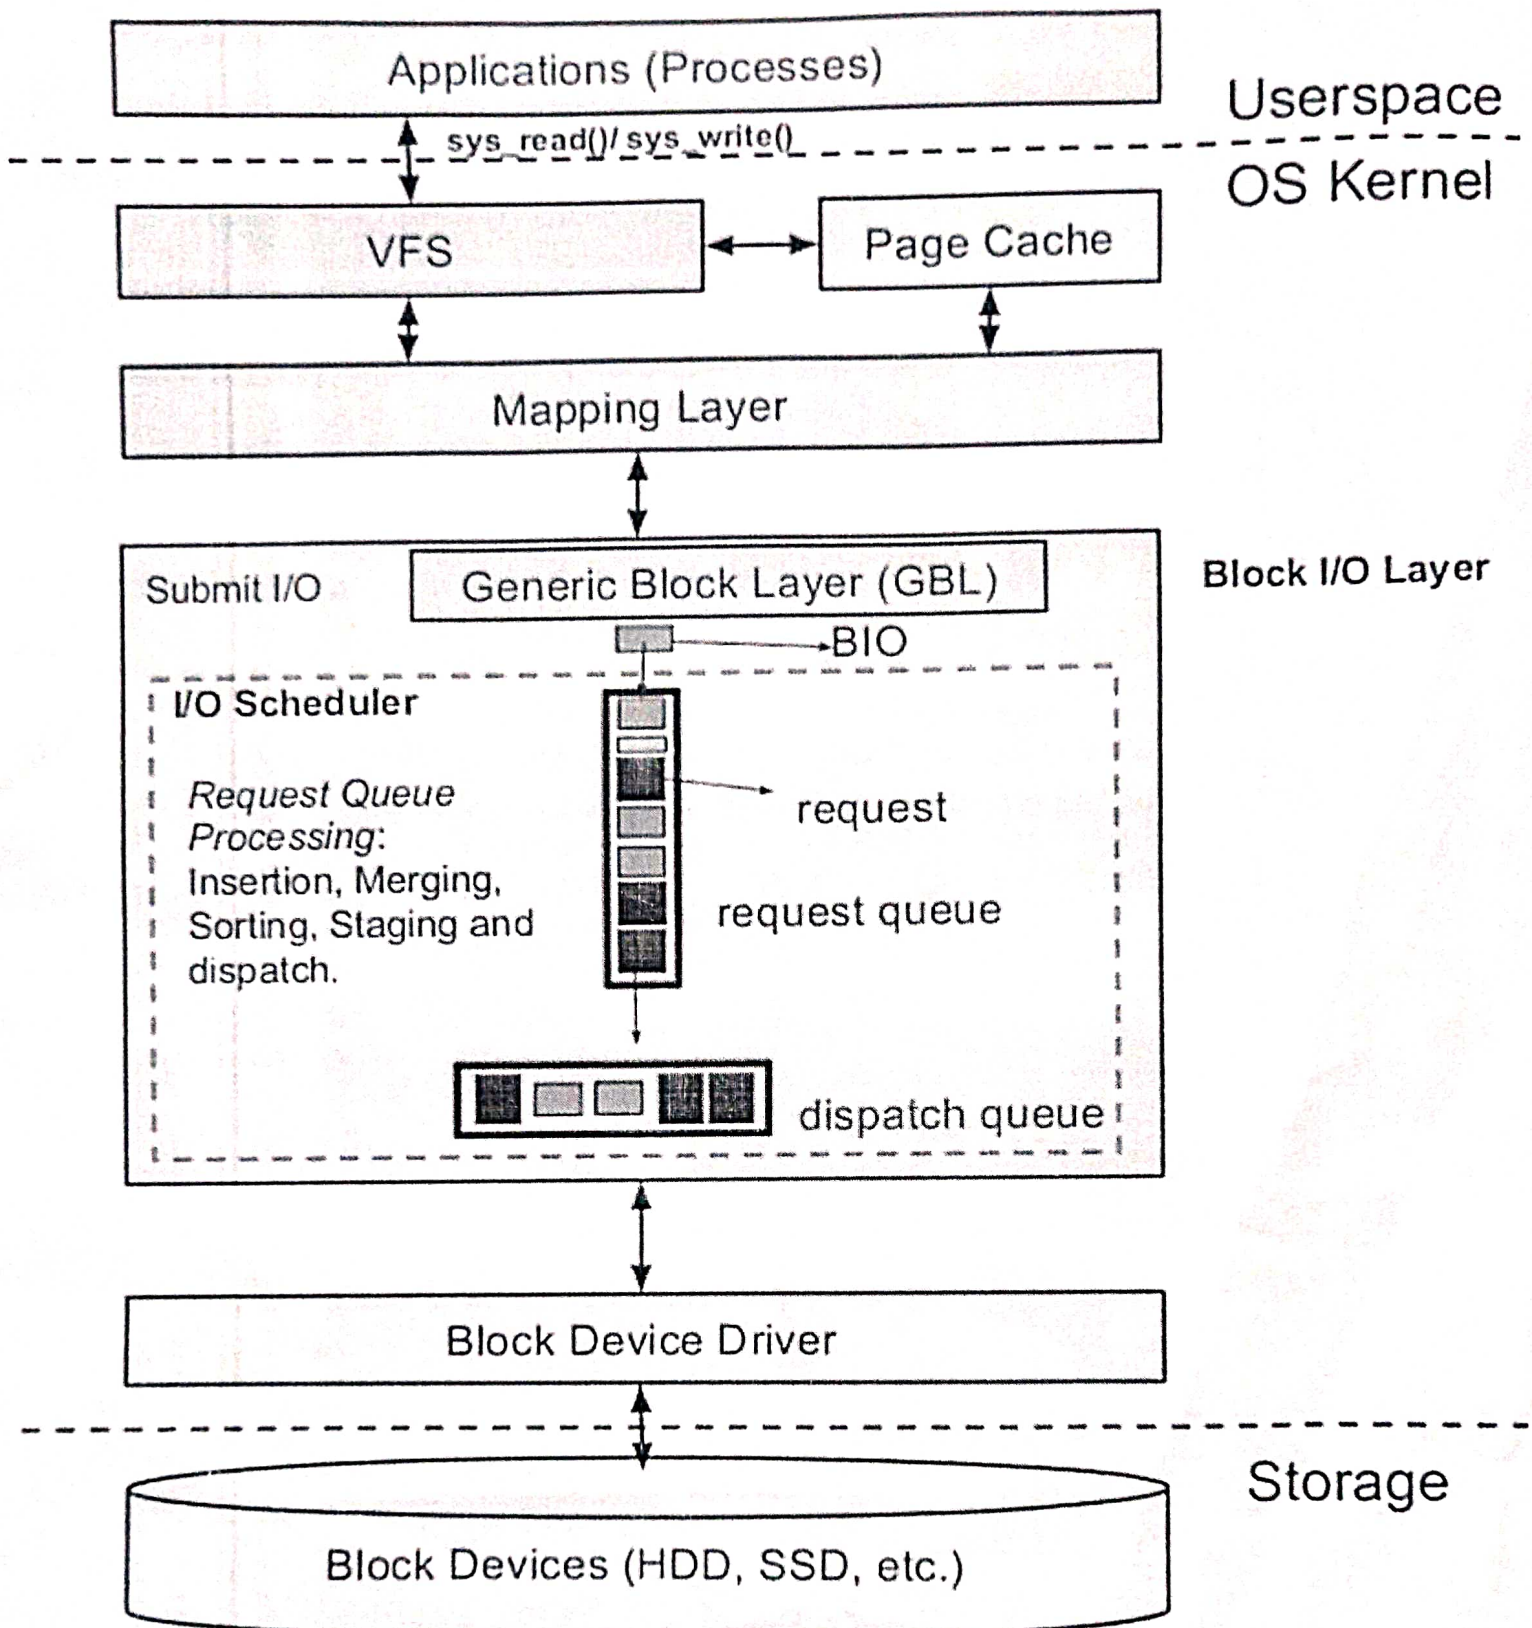 Applications (Processes)
Userspace
sys_read()/ sys_write()
OS Kernel
VFS
Page Cache
Mapping Layer
Submit I/O
Generic Block Layer (GBL)
Block I/O Layer
BIO
I/O Scheduler
Request Queue
Processing:
Insertion, Merging,
Sorting, Staging and
dispatch.
request
request queue
dispatch queue
Block Device Driver
Storage
Block Devices (HDD, SSD, etc.)